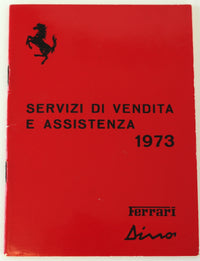 SERVIZI DI VENDITA
E ASSISTENZA
1973
Ferrari
Dino